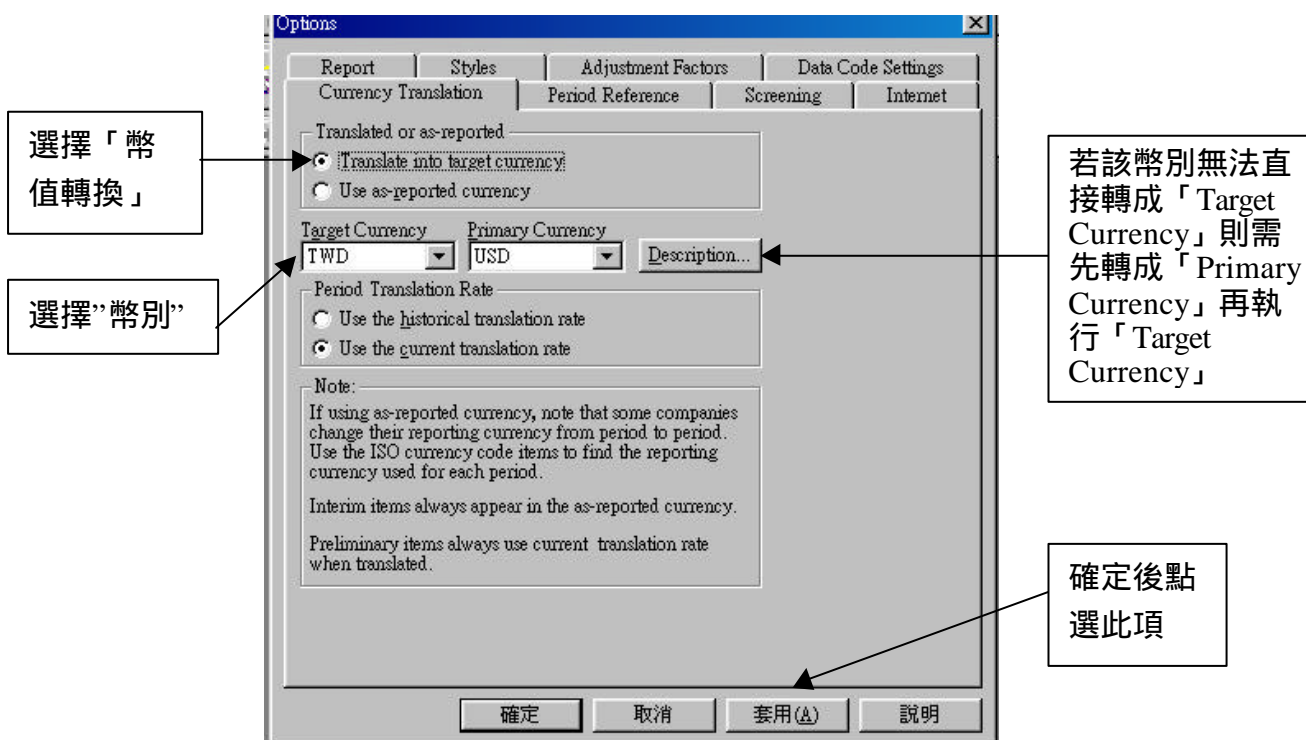 Options
Report Styles Adjustment Factors Data Code Settings
Currency Translation Period Reference Screening Internet
Translated or as-reported
Translate into target currency
Use as-reported currency
Target Currency Primary Currency
TWD USD Description...
Period Translation Rate
Use the historical translation rate
Use the current translation rate
Note:
If using as-reported currency, note that some companies
change their reporting currency from period to period.
Use the ISO currency code items to find the reporting
currency used for each period.
Interim items always appear in the as-reported currency.
Preliminary items always use current translation rate
when translated.
確定 取消 套用(A) 說明
選擇「幣
值轉換」
選擇”幣別”
若該幣別無法直
接轉成「Target
Currency」則需
先轉成「Primary
Currency」再執
行「Target
Currency」
確定後點
選此項